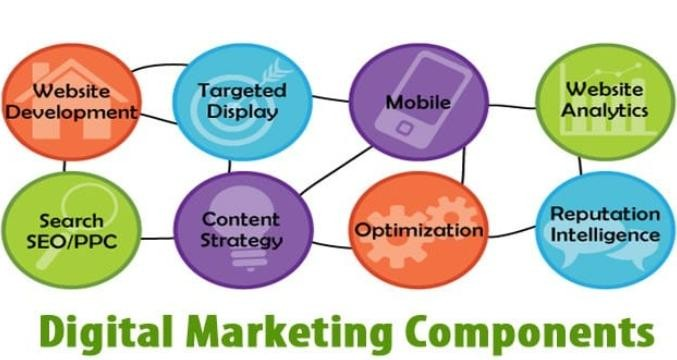 Website
Development
Targeted
Display
Mobile
Website
Analytics
Search
SEO/PPC
Content
Strategy
Optimization
Reputation
Intelligence
Digital Marketing Components